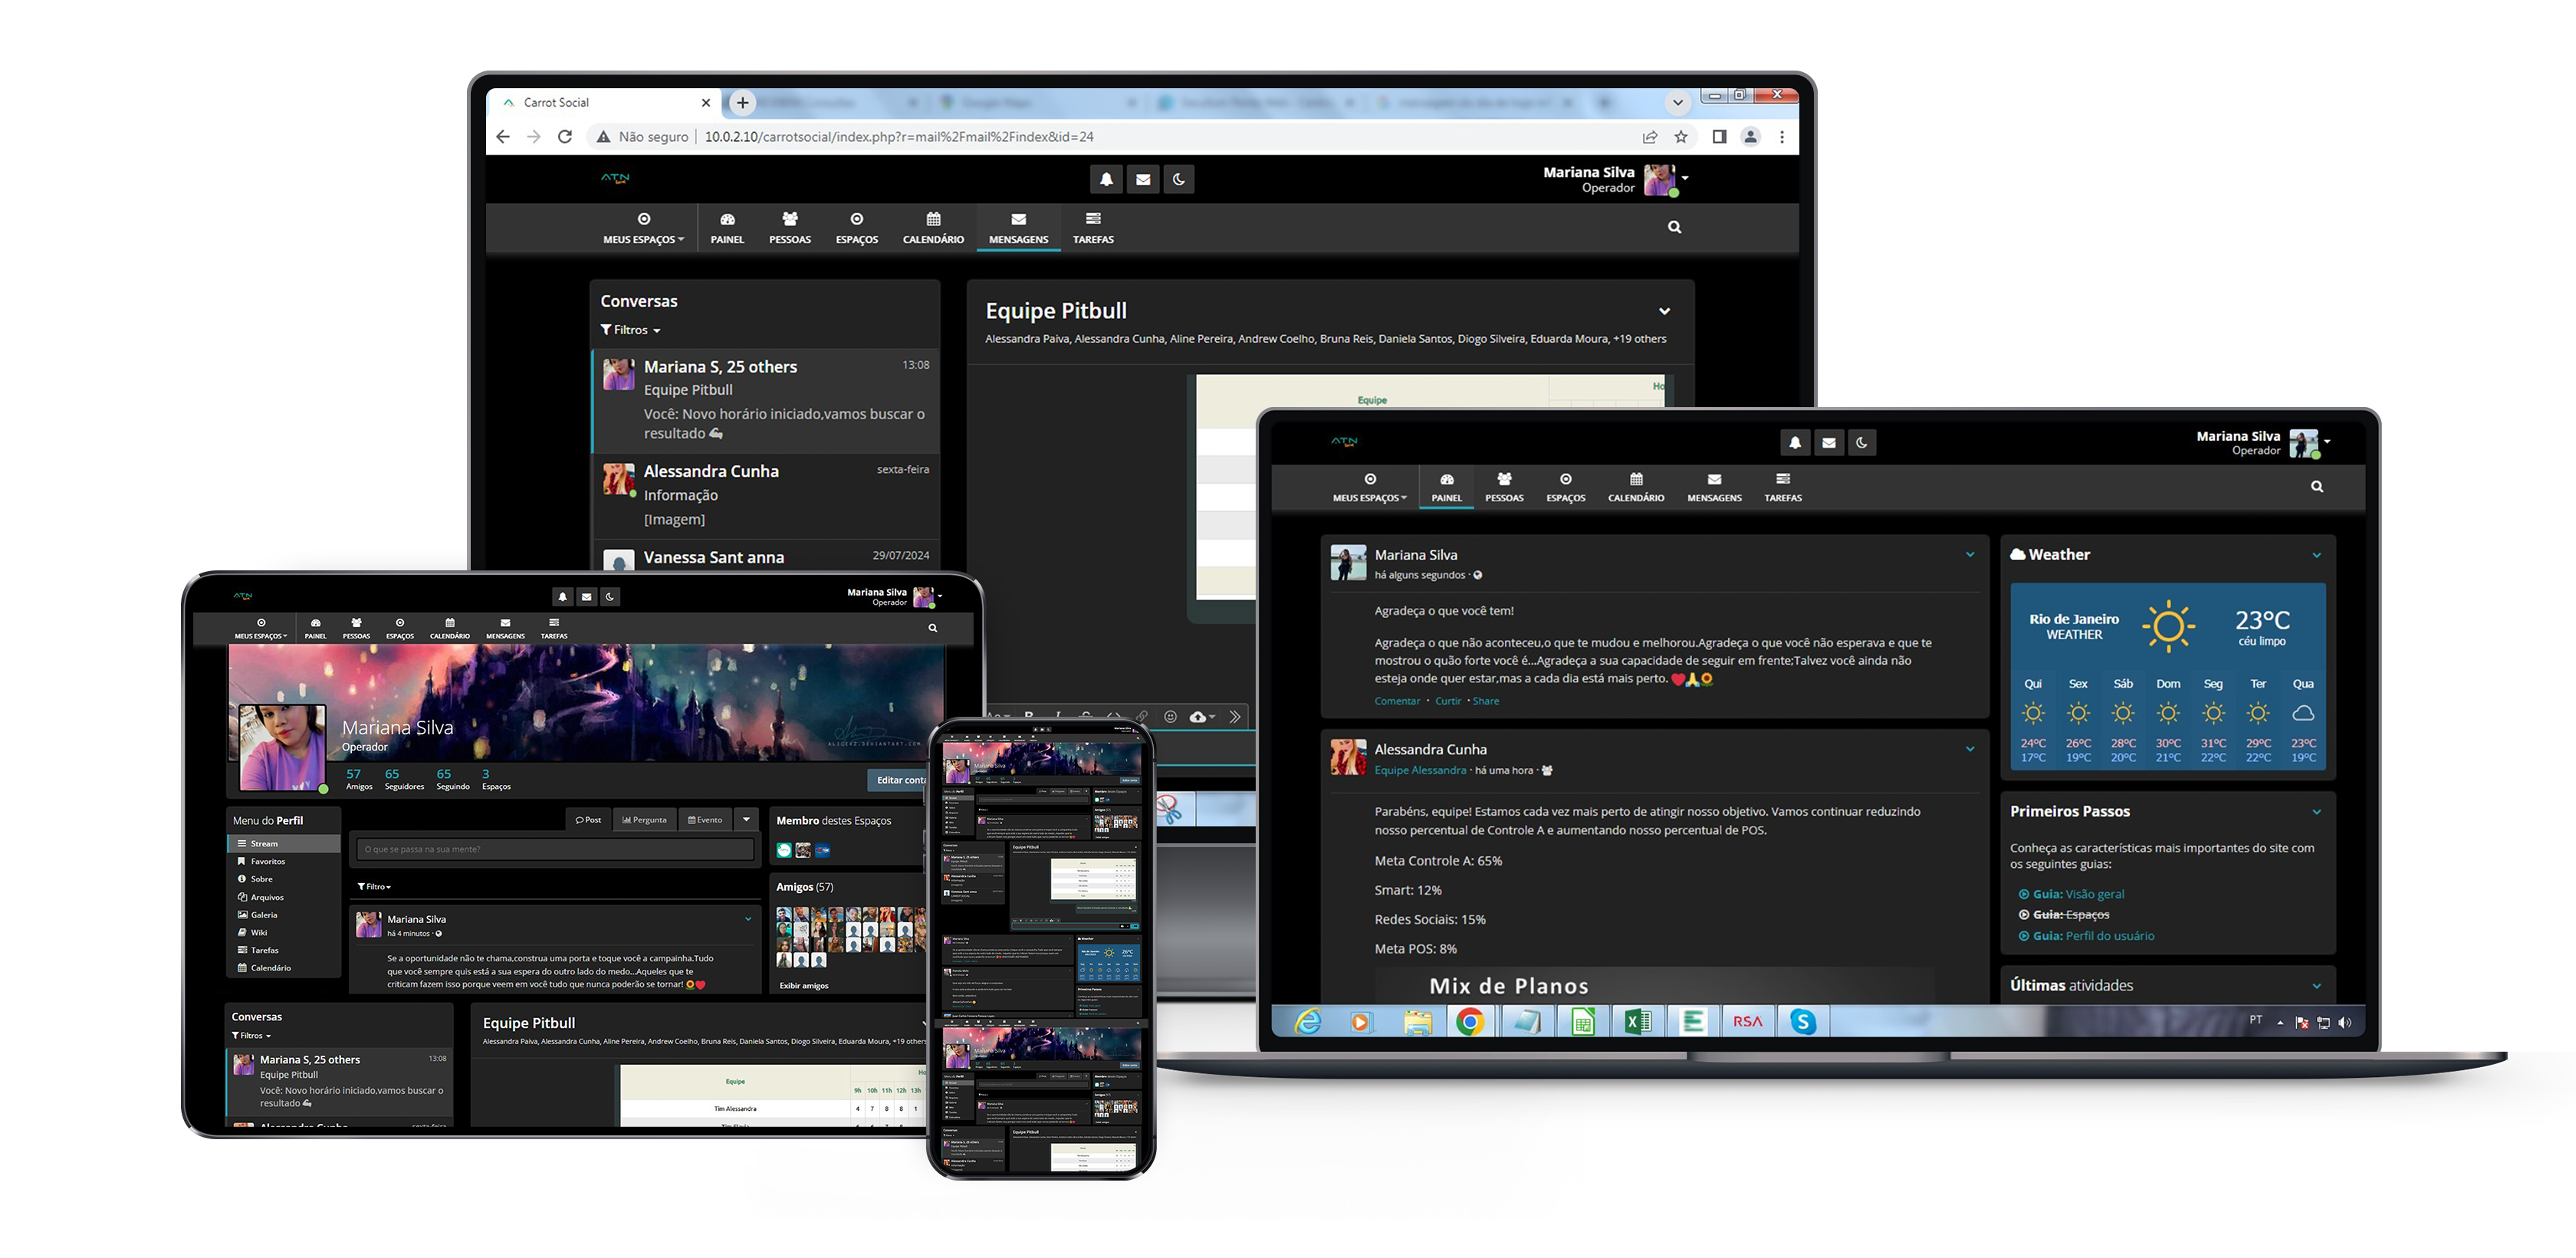 Carrot Social
Não seguro
10.0.2.10/carrotsocial/index.php?r=mail%2Fmail%2Findex&id=24
ATN
Mariana Silva
Operador
MEUS ESPAÇOS
PAINEL
PESSOAS
ESPAÇOS
CALENDÁRIO
MENSAGENS
TAREFAS
Conversas
Filtros
Mariana S, 25 others
13:08
Equipe Pitbull
Você: Novo horário iniciado,vamos buscar o
resultado
Alessandra Cunha
sexta-feira
Informação
[Imagem]
Vanessa Sant anna
29/07/2024
Equipe Pitbull
Alessandra Paiva, Alessandra Cunha, Aline Pereira, Andrew Coelho, Bruna Reis, Daniela Santos, Diogo Silveira, Eduarda Moura, +19 others
Equipe
Ho
ATN
Mariana Silva
Operador
MEUS ESPAÇOS
PAINEL
PESSOAS
ESPAÇOS
CALENDÁRIO
MENSAGENS
TAREFAS
Mariana Silva
há alguns segundos ·
Agradeça o que você tem!
Agradeça o que não aconteceu,o que te mudou e melhorou.Agradeça o que você não esperava e que te
mostrou o quão forte você é...Agradeça a sua capacidade de seguir em frente;Talvez você ainda não
esteja onde quer estar,mas a cada dia está mais perto. ❤️🙏🌻
Comentar · Curtir · Share
Alessandra Cunha
Equipe Alessandra · há uma hora ·
Parabéns, equipe! Estamos cada vez mais perto de atingir nosso objetivo. Vamos continuar reduzindo
nosso percentual de Controle A e aumentando nosso percentual de POS.
Meta Controle A: 65%
Smart: 12%
Redes Sociais: 15%
Meta POS: 8%
Mix de Planos
Weather
Rio de Janeiro
WEATHER
23°C
céu limpo
Qui Sex Sáb Dom Seg Ter Qua
24°C 26°C 28°C 30°C 31°C 29°C 23°C
17°C 19°C 20°C 21°C 22°C 22°C 19°C
Primeiros Passos
Conheça as características mais importantes do site com
os seguintes guias:
Guia: Visão geral
Guia: Espaços
Guia: Perfil do usuário
Últimas atividades
RSA
PT
ATN
Mariana Silva
Operador
MEUS ESPAÇOS
PAINEL
PESSOAS
ESPAÇOS
CALENDÁRIO
MENSAGENS
TAREFAS
Mariana Silva
Operador
57 65 65 3
Amigos Seguidores Seguindo Espaços
Editar conta
Menu do Perfil
Stream
Favoritos
Sobre
Arquivos
Galeria
Wiki
Tarefas
Calendário
Post
Pergunta
Evento
O que se passa na sua mente?
Filtro
Mariana Silva
há 4 minutos ·
Se a oportunidade não te chama,construa uma porta e toque você a campainha.Tudo
que você sempre quis está a sua espera do outro lado do medo...Aqueles que te
criticam fazem isso porque veem em você tudo que nunca poderão se tornar! 🌻❤️
Membro destes Espaços
Amigos (57)
Exibir amigos
Conversas
Filtros
Mariana S, 25 others
13:08
Equipe Pitbull
Você: Novo horário iniciado,vamos buscar o
resultado
Equipe Pitbull
Alessandra Paiva, Alessandra Cunha, Aline Pereira, Andrew Coelho, Bruna Reis, Daniela Santos, Diogo Silveira, Eduarda Moura, +19 others
Equipe
9h 10h 11h 12h 13h
Tim Alessandra
4 7 8 8 1